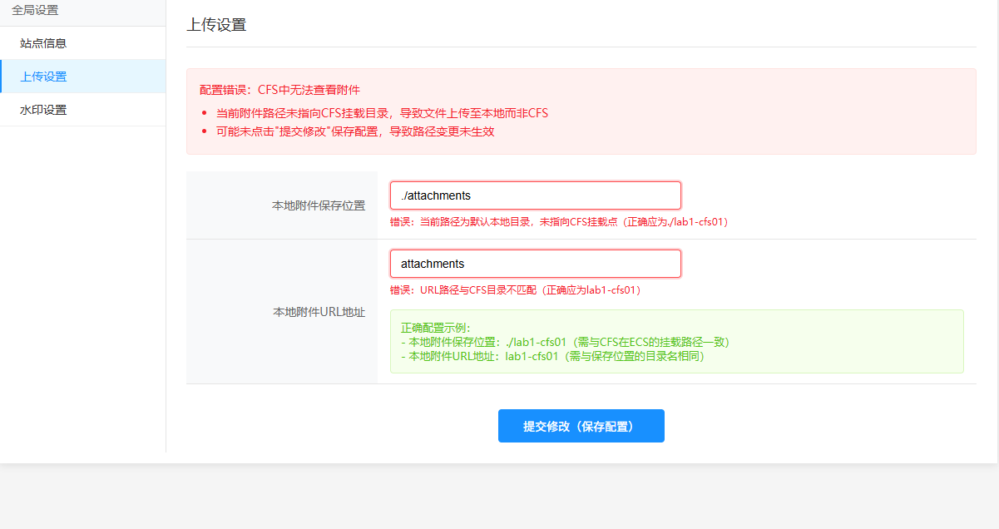 全局设置
站点信息
上传设置
水印设置
上传设置
配置错误：CFS中无法查看附件
当前附件路径未指向CFS挂载目录，导致文件上传至本地而非CFS
可能未点击"提交修改"保存配置，导致路径变更未生效
本地附件保存位置
./attachments
错误：当前路径为默认本地目录，未指向CFS挂载点（正确应为./lab1-cfs01）
本地附件URL地址
attachments
错误：URL路径与CFS目录不匹配（正确应为lab1-cfs01）
正确配置示例：
- 本地附件保存位置：./lab1-cfs01（需与CFS在ECS的挂载路径一致）
- 本地附件URL地址：lab1-cfs01（需与保存位置的目录名相同）
提交修改（保存配置）